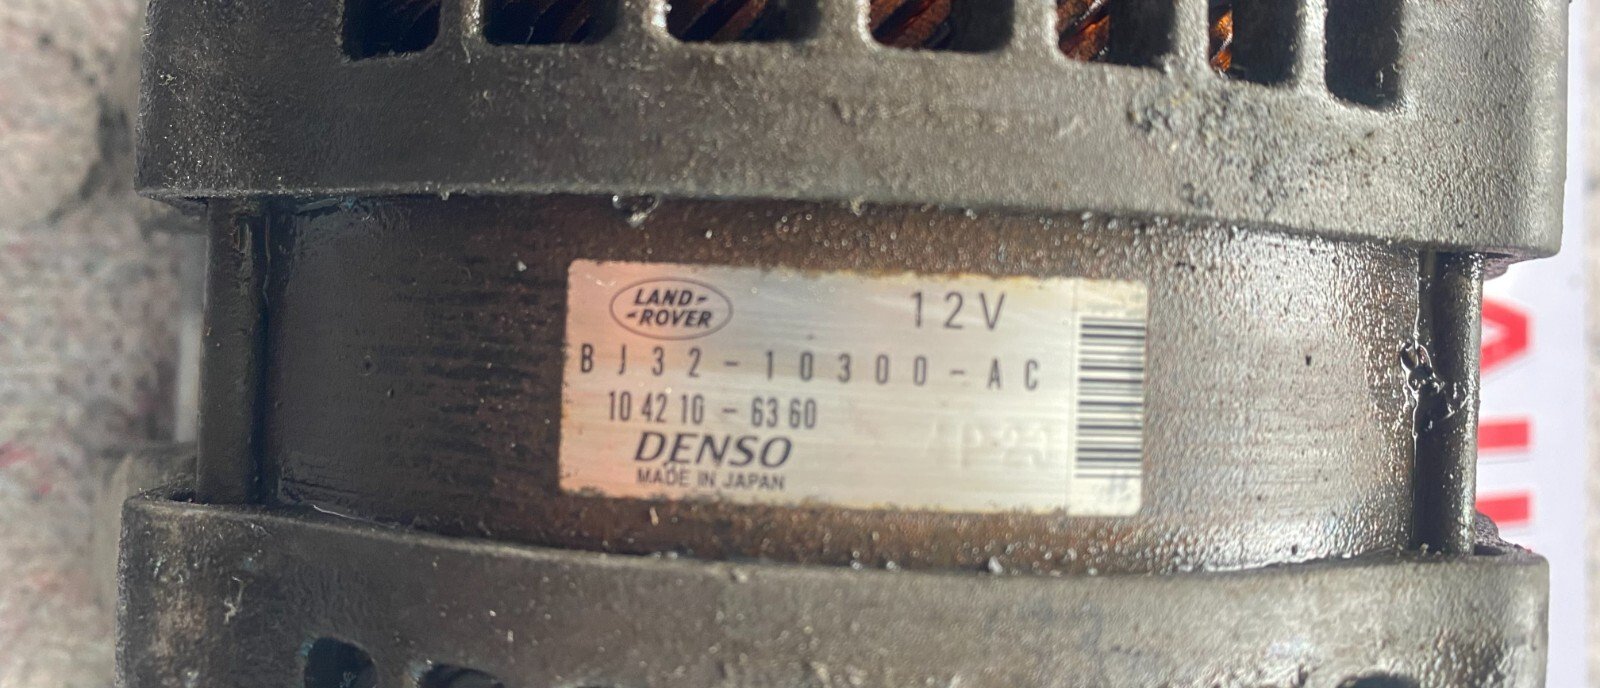 LAND-
-ROVER
12V
BJ32-10300-AC
104210-6360
DENSO
MADE IN JAPAN